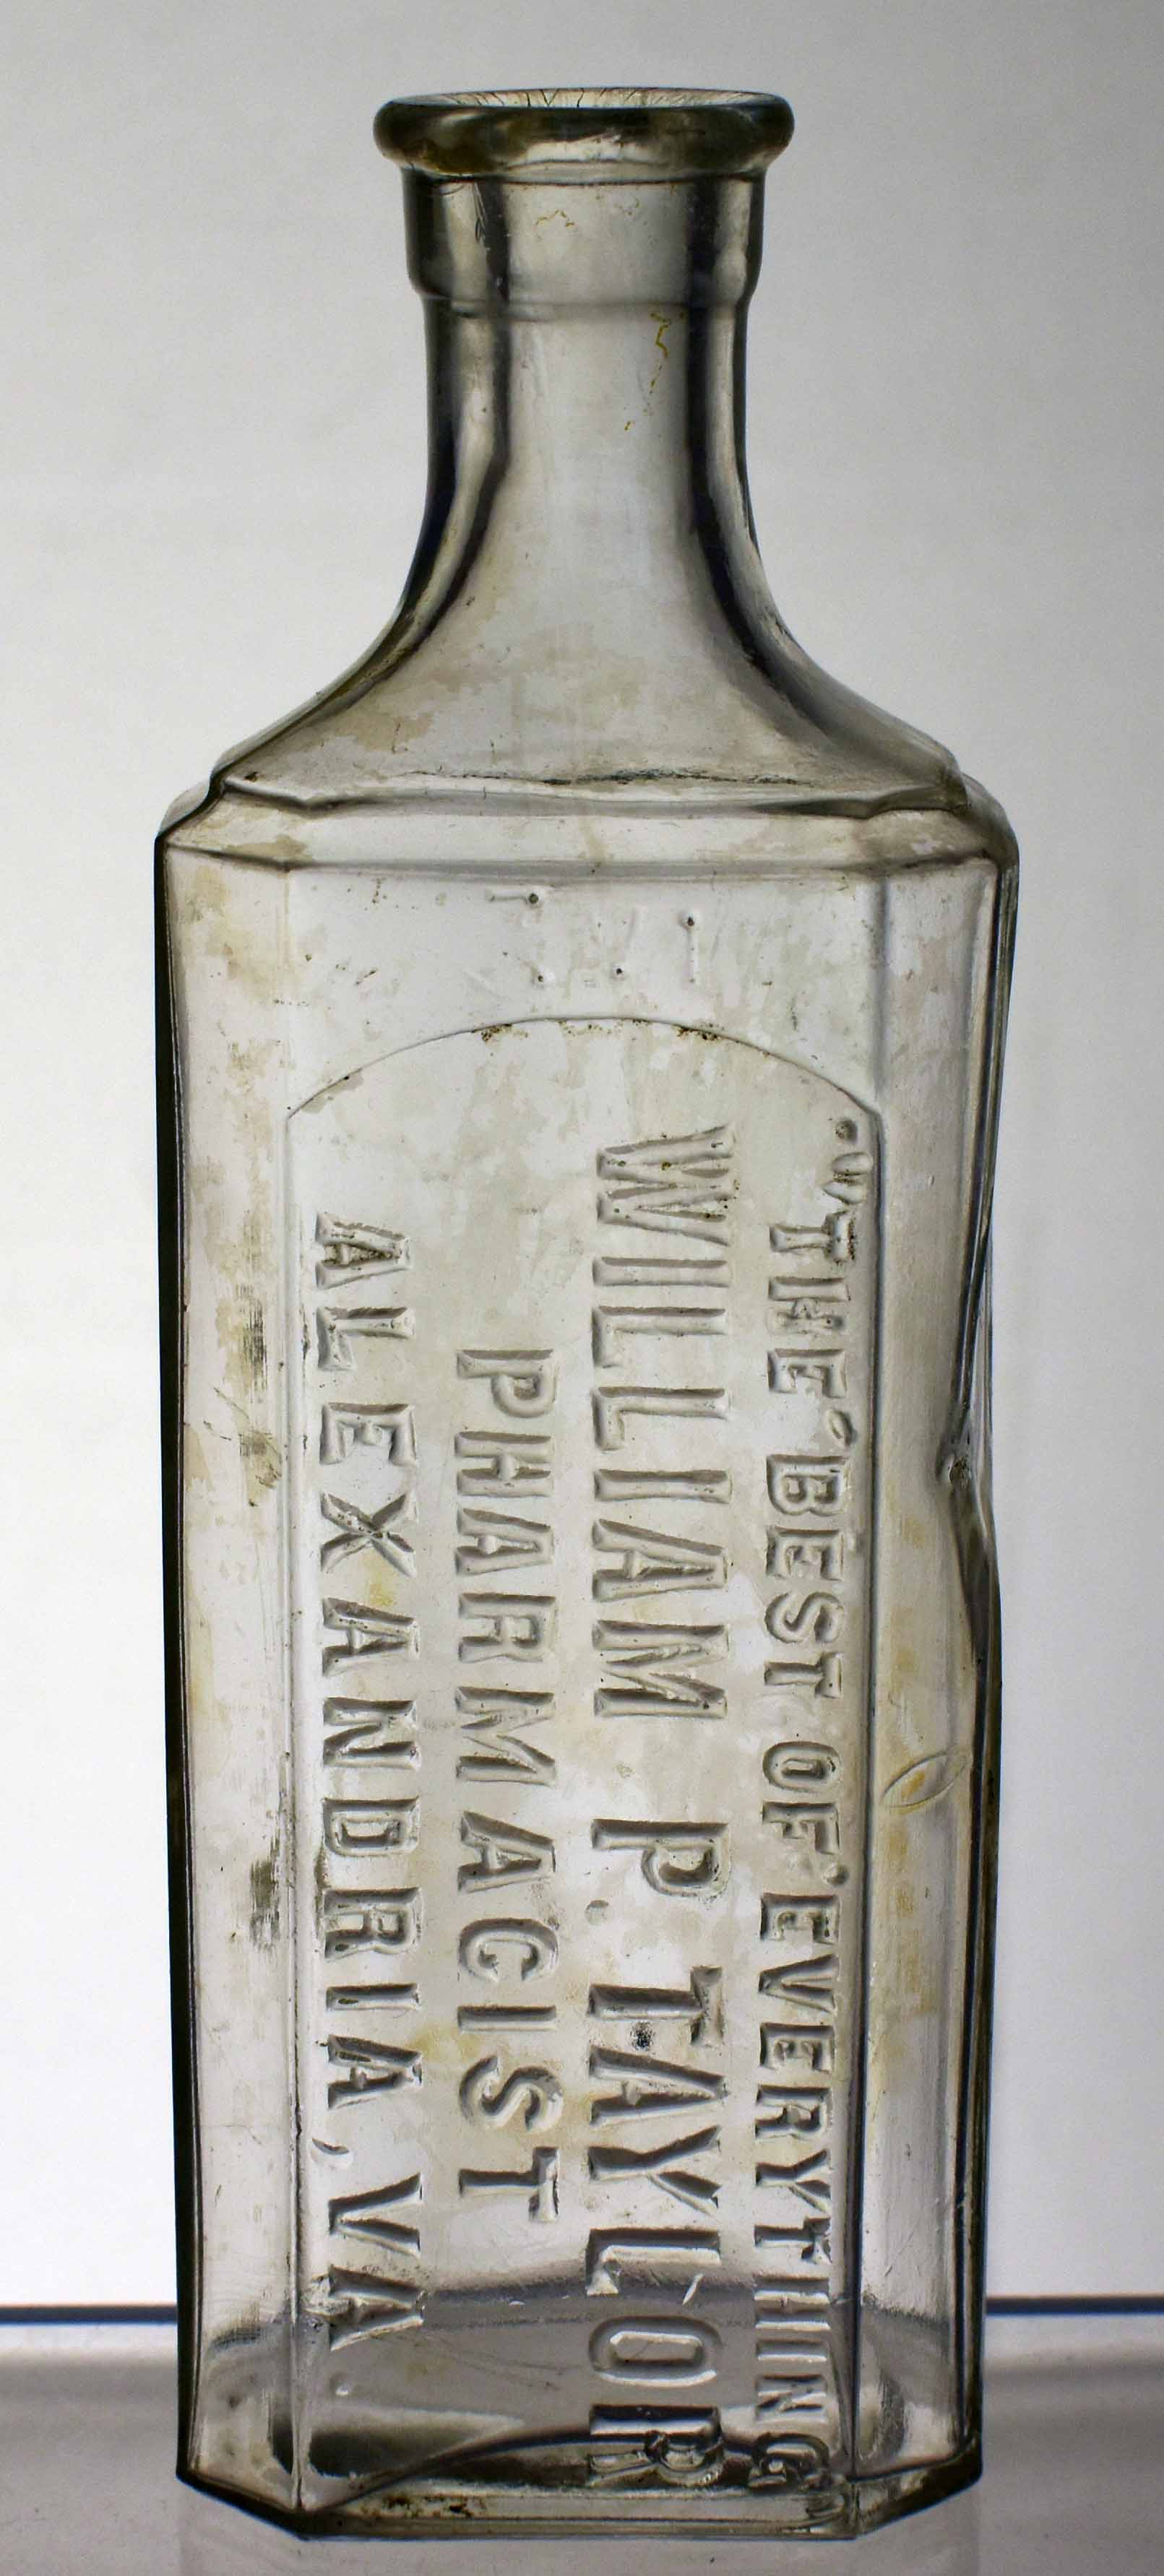 "THE BEST OF EVERYTHING"
WILLIAM P. TAYLOR
PHARMACIST
ALEXANDRIA, VA.